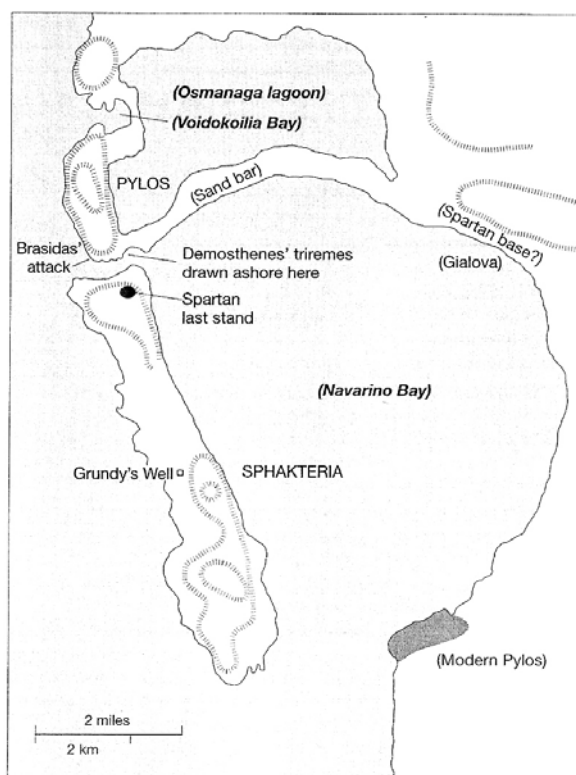 (Osmanaga lagoon)
(Voidokoilia Bay)
PYLOS
(Sand bar)
Brasidas'
attack
Demosthenes' triremes
drawn ashore here
(Spartan base?)
(Gialova)
Spartan
last stand
(Navarino Bay)
Grundy's Well
SPHAKTERIA
(Modern Pylos)
2 miles
2 km